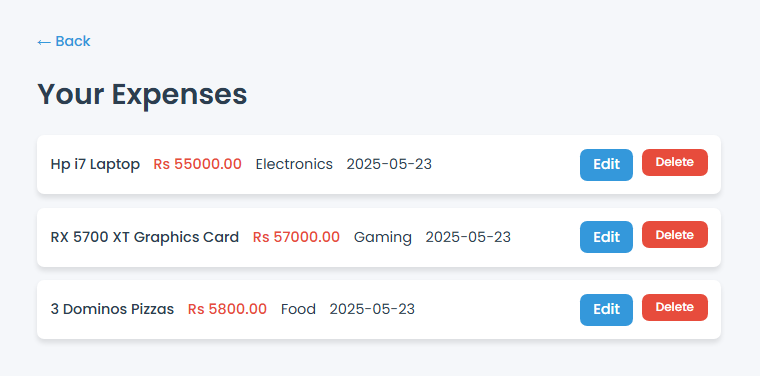 ← Back
Your Expenses
Hp i7 Laptop Rs 55000.00 Electronics 2025-05-23 Edit Delete
RX 5700 XT Graphics Card Rs 57000.00 Gaming 2025-05-23 Edit Delete
3 Dominos Pizzas Rs 5800.00 Food 2025-05-23 Edit Delete